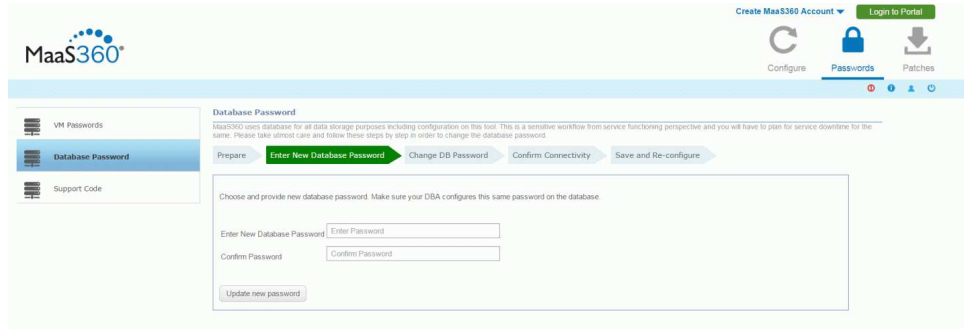 Create MaaS360 Account
Login to Portal
MaaS360®
Configure
Passwords
Patches
VM Passwords
Database Password
Support Code
Database Password
MaaS360 uses database for all data storage purposes including configuration on this tool. This is a sensitive workflow from service functioning perspective and you will have to plan for service downtime for the
same. Please take utmost care and follow these steps by step in order to change the database password.
Prepare
Enter New Database Password
Change DB Password
Confirm Connectivity
Save and Re-configure
Choose and provide new database password. Make sure your DBA configures this same password on the database.
Enter New Database Password
Enter Password
Confirm Password
Confirm Password
Update new password